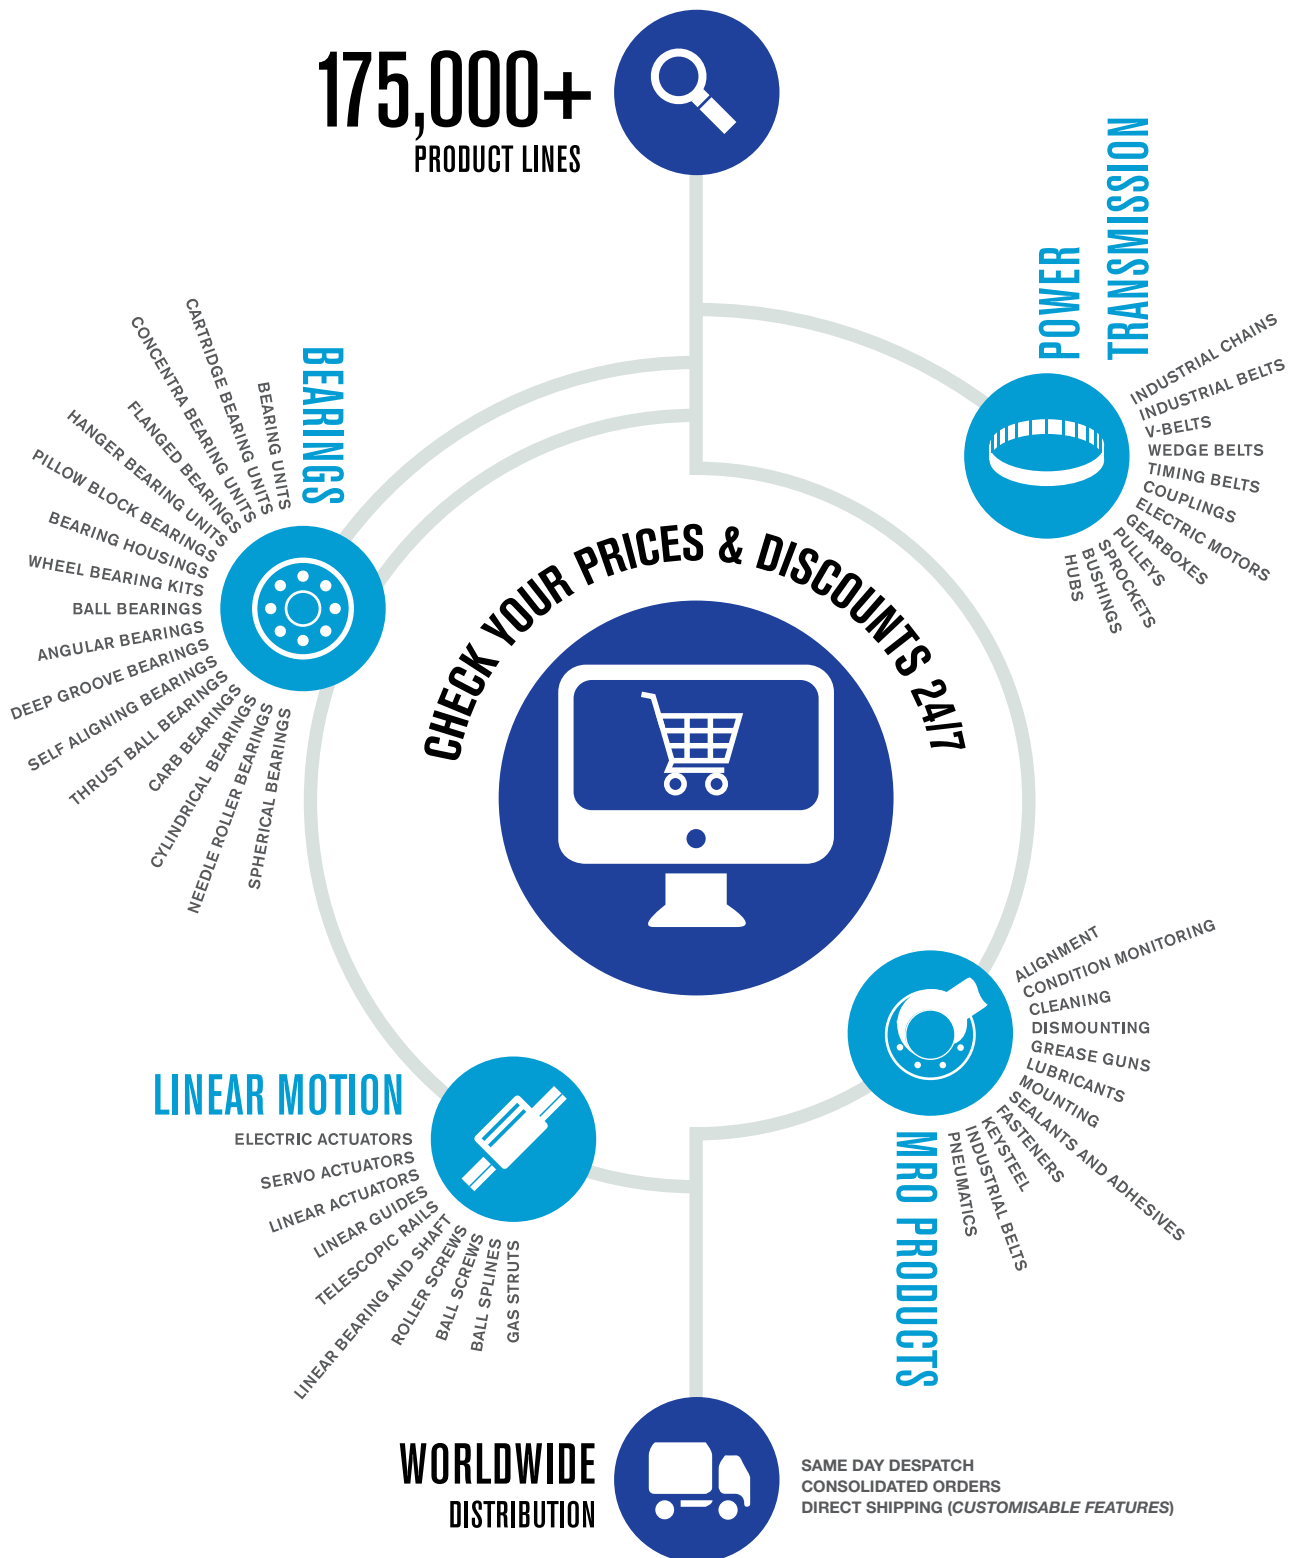 175,000+
PRODUCT LINES
POWER
TRANSMISSION
INDUSTRIAL CHAINS
INDUSTRIAL BELTS
V-BELTS
WEDGE BELTS
TIMING BELTS
COUPLINGS
ELECTRIC MOTORS
GEARBOXES
PULLEYS
SPROCKETS
BUSHINGS
HUBS
BEARINGS
BEARING UNITS
CARTRIDGE BEARING UNITS
CONCENTRA BEARING UNITS
FLANGED BEARINGS
HANGER BEARING UNITS
PILLOW BLOCK BEARINGS
BEARING HOUSINGS
WHEEL BEARING KITS
BALL BEARINGS
ANGULAR BEARINGS
DEEP GROOVE BEARINGS
SELF ALIGNING BEARINGS
THRUST BALL BEARINGS
CARB BEARINGS
CYLINDRICAL BEARINGS
NEEDLE ROLLER BEARINGS
SPHERICAL BEARINGS
CHECK YOUR PRICES & DISCOUNTS 24/7
LINEAR MOTION
ELECTRIC ACTUATORS
SERVO ACTUATORS
LINEAR ACTUATORS
LINEAR GUIDES
TELESCOPIC RAILS
LINEAR BEARING AND SHAFT
ROLLER SCREWS
BALL SCREWS
BALL SPLINES
GAS STRUTS
MRO PRODUCTS
ALIGNMENT
CONDITION MONITORING
CLEANING
DISMOUNTING
GREASE GUNS
LUBRICANTS
MOUNTING
SEALANTS AND ADHESIVES
FASTENERS
KEYSTEEL
INDUSTRIAL BELTS
PNEUMATICS
WORLDWIDE
DISTRIBUTION
SAME DAY DESPATCH
CONSOLIDATED ORDERS
DIRECT SHIPPING (CUSTOMISABLE FEATURES)